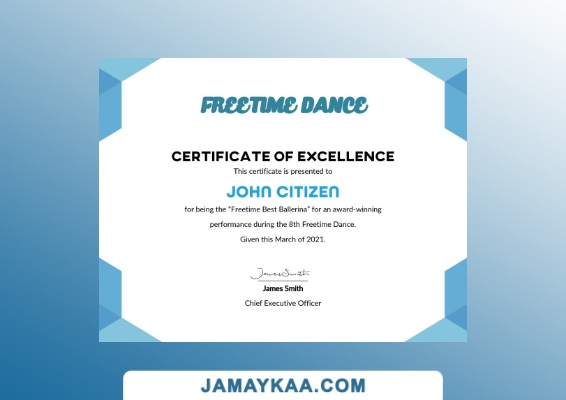 FREETIME DANCE
CERTIFICATE OF EXCELLENCE
This certificate is presented to
JOHN CITIZEN
for being the "Freetime Best Ballerina" for an award-winning
performance during the 8th Freetime Dance.
Given this March of 2021.
James Smith
James Smith
Chief Executive Officer
JAMAYKAA.COM